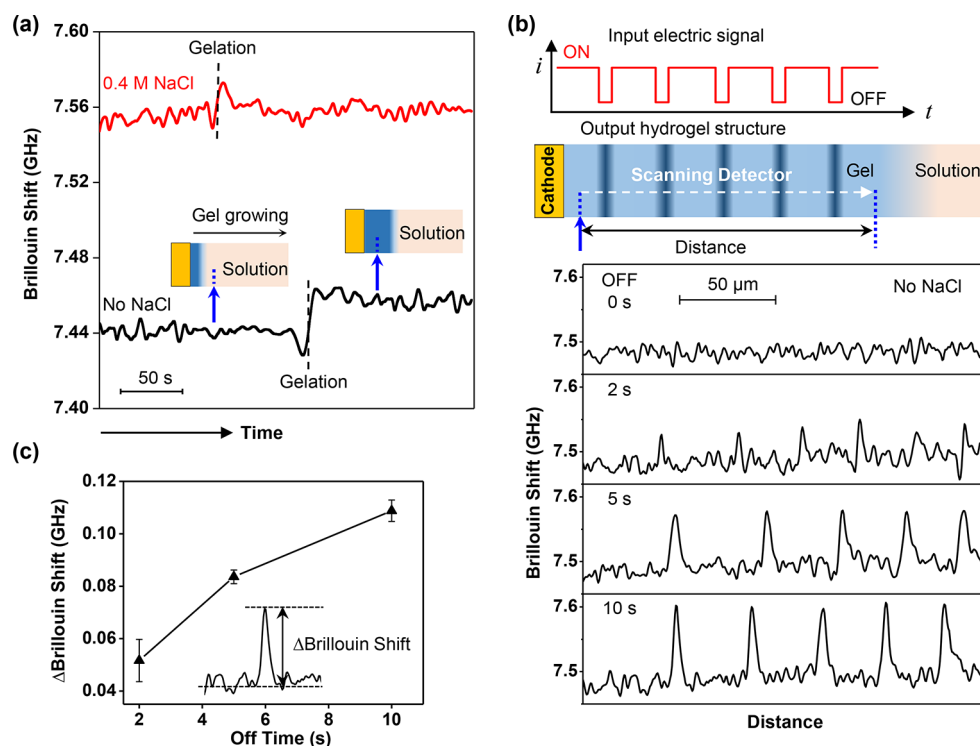 (a)
7.60
7.56
7.52
7.48
7.44
7.40
Brillouin Shift (GHz)
Gelation
0.4 M NaCl
Gel growing
Solution
Solution
No NaCl
Gelation
50 s
Time
(b)
Input electric signal
ON
i
OFF
t
Output hydrogel structure
Cathode
Scanning Detector
Gel
Solution
Distance
7.6
7.5
OFF
0 s
50 µm
No NaCl
7.6
7.5
2 s
7.6
7.5
5 s
7.6
7.5
10 s
Brillouin Shift (GHz)
Distance
(c)
0.12
0.10
0.08
0.06
0.04
ΔBrillouin Shift (GHz)
ΔBrillouin Shift
2
4
6
8
10
Off Time (s)